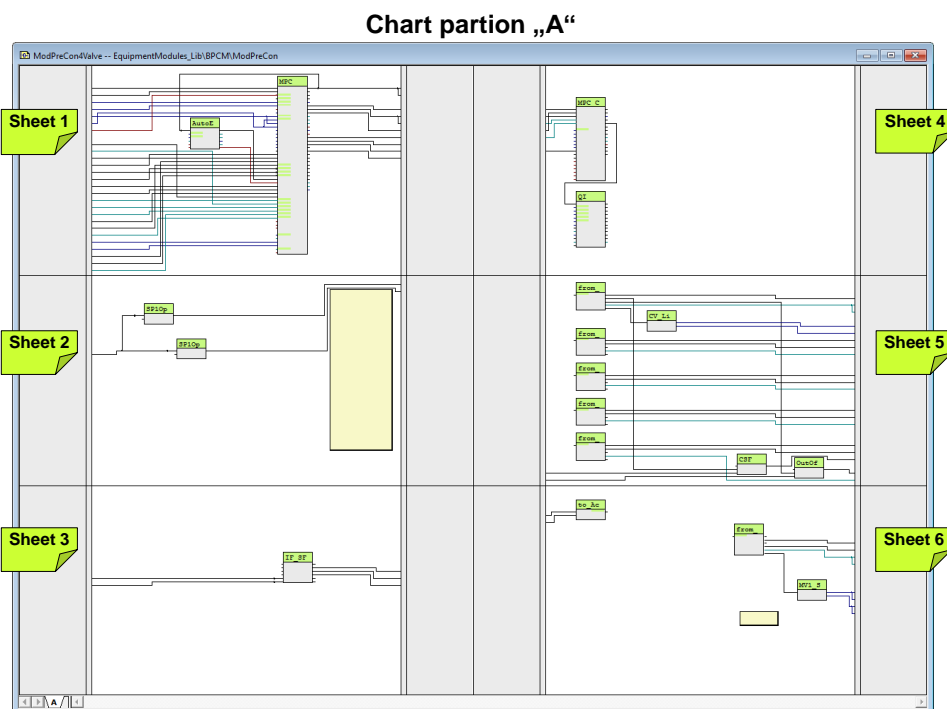 Chart partion „A“
ModPreCon4Valve -- EquipmentModules_Lib\BPCM\ModPreCon
Sheet 1
MPC
AutoE
Sheet 4
MPC_C
QI
Sheet 2
SP1Op
SP1Op
Sheet 5
from_
CV_Li
from_
from_
from_
from_
CSF
OutOf
Sheet 3
IF_SF
Sheet 6
to_Ac
from_
MV1_S
A